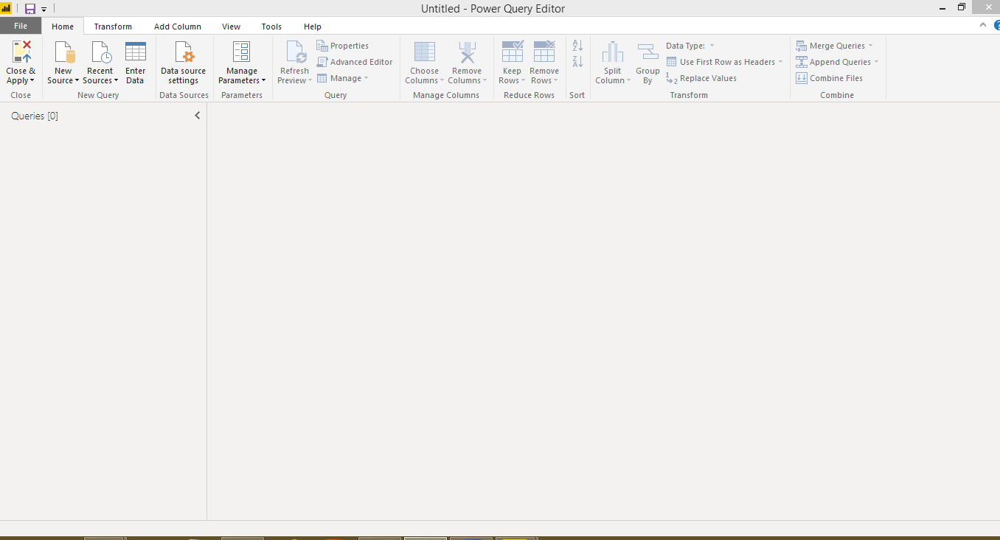 Untitled - Power Query Editor
File Home Transform Add Column View Tools Help
Close & Apply
New Source
Recent Sources
Enter Data
Data source settings
Manage Parameters
Refresh Preview
Properties
Advanced Editor
Manage
Choose Columns
Remove Columns
Keep Rows
Remove Rows
A Z
Z A
Split Column
Group By
Data Type:
Use First Row as Headers
1 2 Replace Values
Merge Queries
Append Queries
Combine Files
Close New Query Data Sources Parameters Query Manage Columns Reduce Rows Sort Transform Combine
Queries [0]